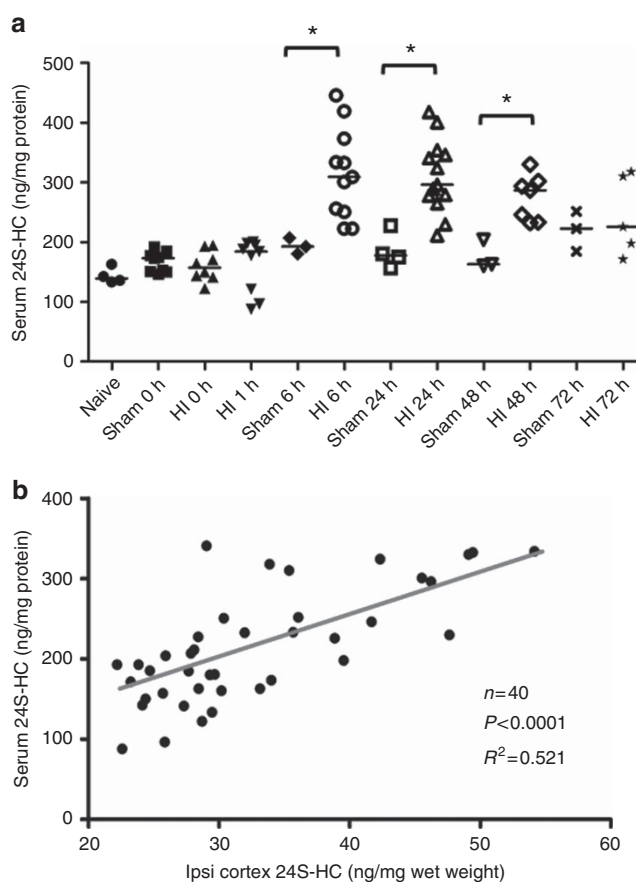 a
* * *
500
400
300
200
100
0
Serum 24S-HC (ng/mg protein)
Naive
Sham 0 h
HI 0 h
HI 1 h
Sham 6 h
HI 6 h
Sham 24 h
HI 24 h
Sham 48 h
HI 48 h
Sham 72 h
HI 72 h
b
400
300
200
100
0
Serum 24S-HC (ng/mg protein)
n=40
P<0.0001
R²=0.521
20 30 40 50 60
Ipsi cortex 24S-HC (ng/mg wet weight)